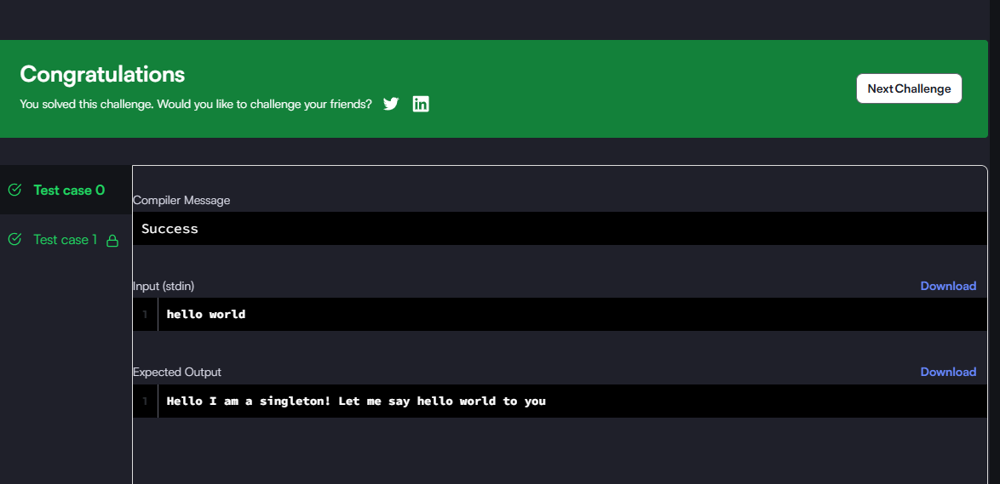 Congratulations
You solved this challenge. Would you like to challenge your friends?
Next Challenge
Test case 0
Test case 1
Compiler Message
Success
Input (stdin)
Download
1 hello world
Expected Output
Download
1 Hello I am a singleton! Let me say hello world to you